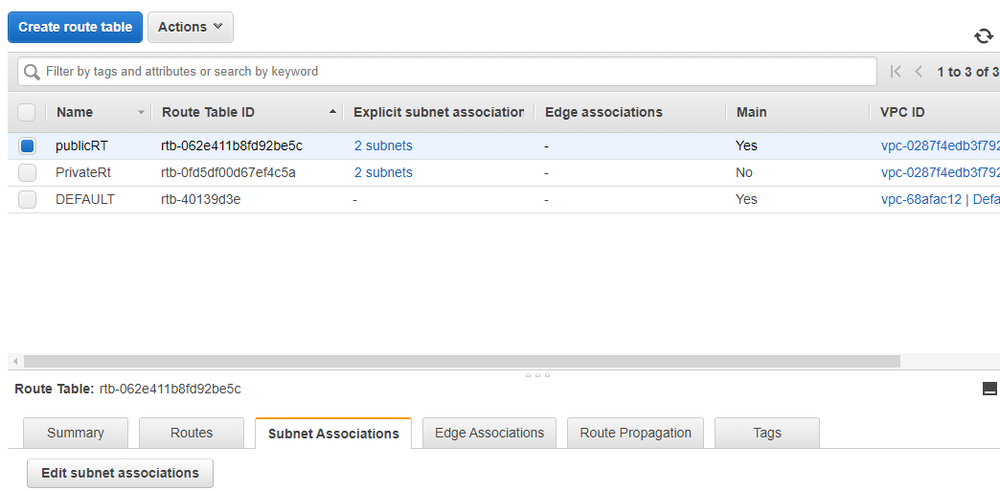 Create route table Actions
Filter by tags and attributes or search by keyword 1 to 3 of 3
Name Route Table ID Explicit subnet association Edge associations Main VPC ID
publicRT rtb-062e411b8fd92be5c 2 subnets - Yes vpc-0287f4edb3f792
PrivateRt rtb-0fd5df00d67ef4c5a 2 subnets - No vpc-0287f4edb3f792
DEFAULT rtb-40139d3e - - Yes vpc-68afac12 | Defa
Route Table: rtb-062e411b8fd92be5c
Summary Routes Subnet Associations Edge Associations Route Propagation Tags
Edit subnet associations